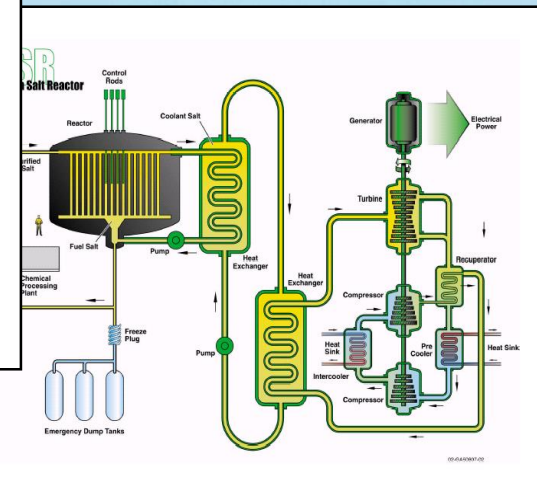 SR
Salt Reactor
Control
Rods
Reactor
Coolant Salt
Generator
Electrical
Power
Salt
Turbine
Fuel Salt
Pump
Heat
Exchanger
Recuperator
Heat
Exchanger
Chemical
Processing
Plant
Compressor
Freeze
Plug
Pump
Heat
Sink
Pre
Cooler
Heat Sink
Intercooler
Compressor
Emergency Dump Tanks